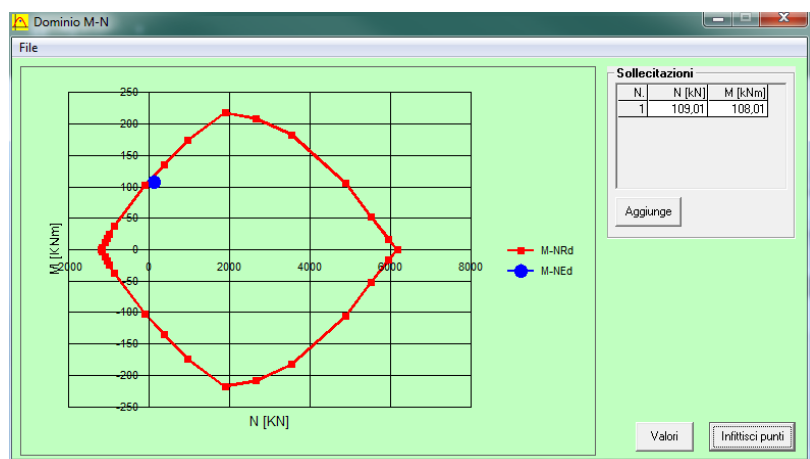 Dominio M-N
File
250
200
150
100
50
0
-50
-100
-150
-200
-250
M [KNm]
-2000 0 2000 4000 6000 8000
N [KN]
M-NRd
M-NEd
Sollecitazioni
N. N [kN] M [kNm]
1 109,01 108,01
Aggiunge
Valori
Infittisci punti